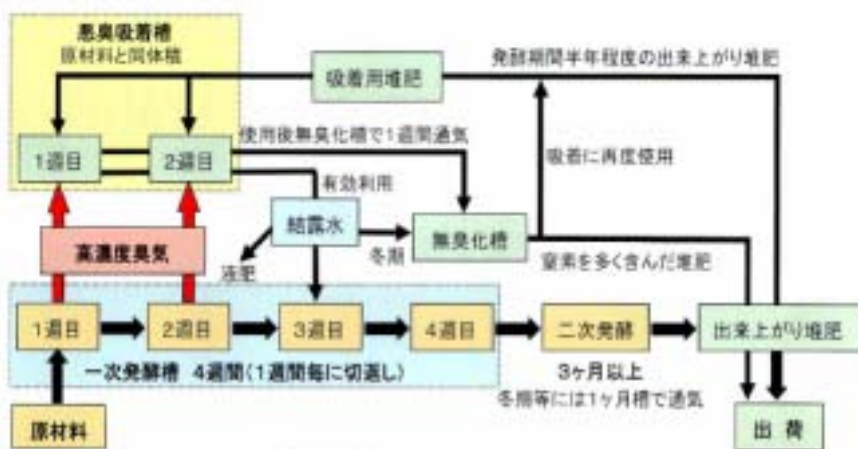 悪臭吸着槽
原材料と同体積
吸着用堆肥
発酵期間半年程度の出来上がり堆肥
1週目
2週目
使用後無臭化槽で1週間通気
吸着に再度使用
有効利用
結露水
冬期
無臭化槽
高濃度臭気
液肥
窒素を多く含んだ堆肥
1週目
2週目
3週目
4週目
二次発酵
出来上がり堆肥
一次発酵槽 4週間(1週間毎に切返し)
3ヶ月以上
冬期等には1ヶ月槽で通気
原材料
出 荷